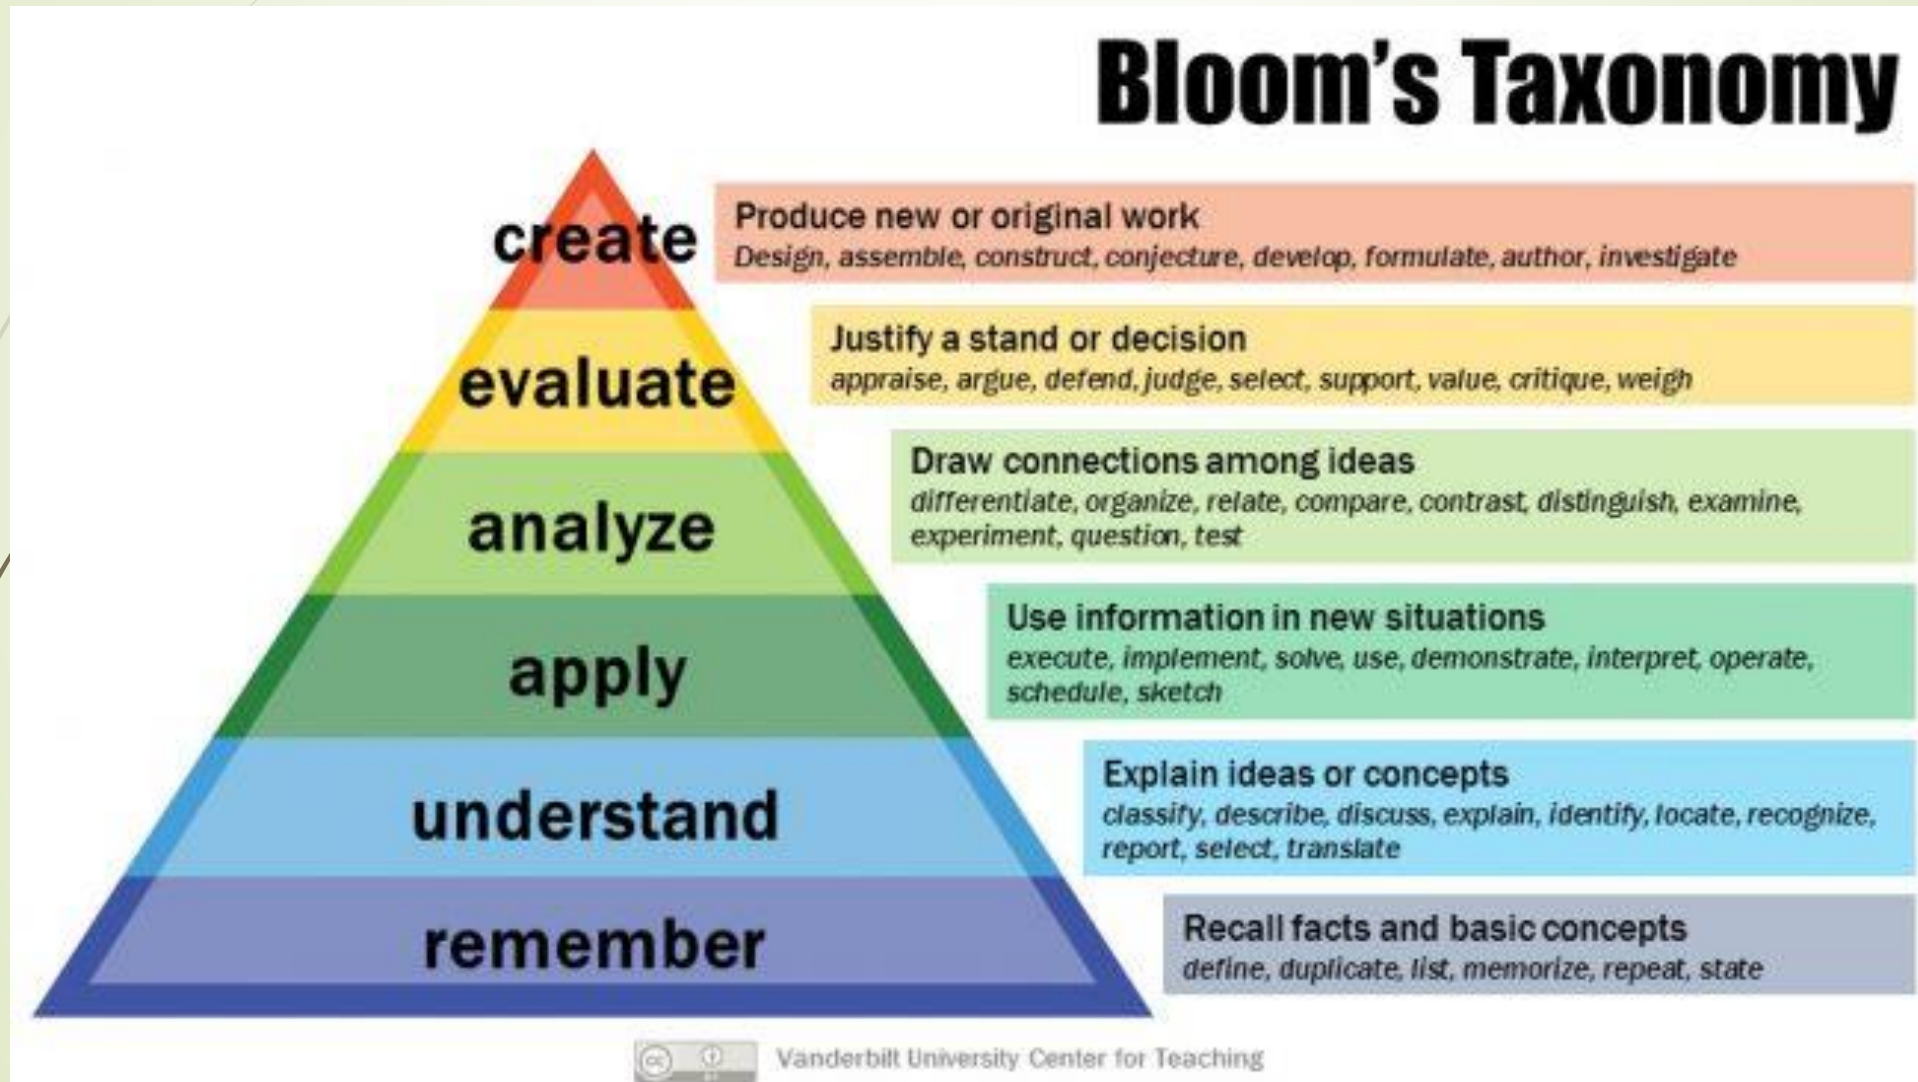 Bloom's Taxonomy
create
Produce new or original work
Design, assemble, construct, conjecture, develop, formulate, author, investigate
evaluate
Justify a stand or decision
appraise, argue, defend, judge, select, support, value, critique, weigh
analyze
Draw connections among ideas
differentiate, organize, relate, compare, contrast, distinguish, examine,
experiment, question, test
apply
Use information in new situations
execute, implement, solve, use, demonstrate, interpret, operate,
schedule, sketch
understand
Explain ideas or concepts
classify, describe, discuss, explain, identify, locate, recognize,
report, select, translate
remember
Recall facts and basic concepts
define, duplicate, list, memorize, repeat, state
cc
Vanderbilt University Center for Teaching